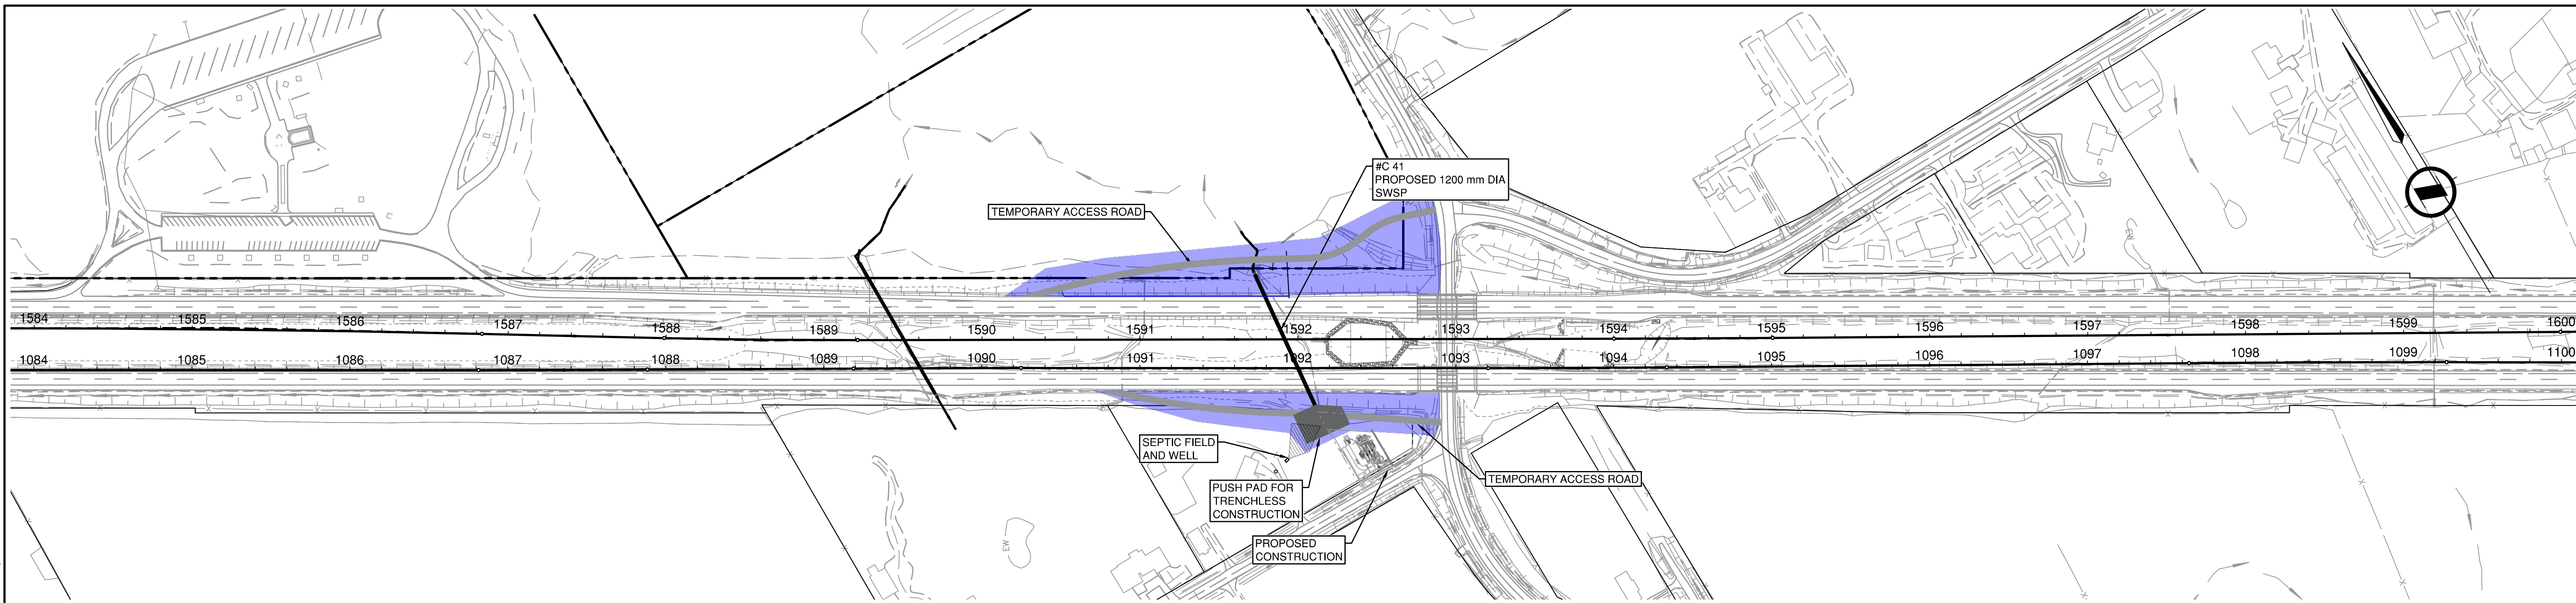 #C 41
PROPOSED 1200 mm DIA
SWSP
TEMPORARY ACCESS ROAD
EW
1584 1585 1586 1587 1588 1589 1590 1591 1592 1593 1594 1595 1596 1597 1598 1599 1600
1084 1085 1086 1087 1088 1089 1090 1091 1092 1093 1094 1095 1096 1097 1098 1099 1100
SEPTIC FIELD
AND WELL
TEMPORARY ACCESS ROAD
PUSH PAD FOR
TRENCHLESS
CONSTRUCTION
PROPOSED
CONSTRUCTION
EW